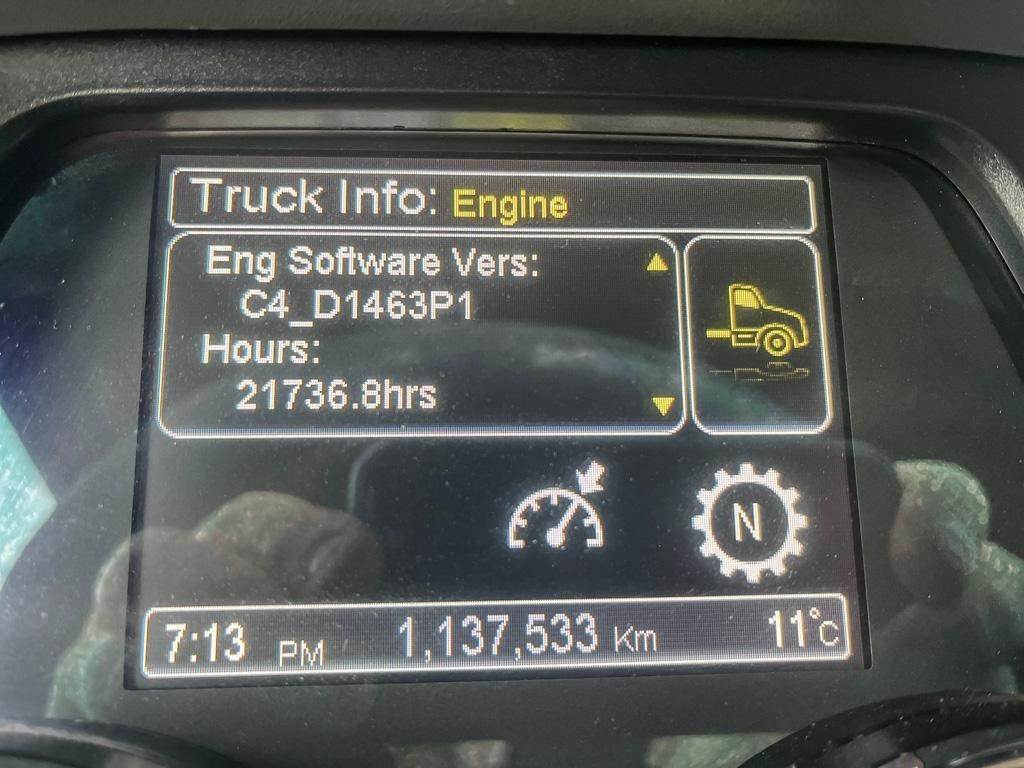 Truck Info: Engine
Eng Software Vers:
C4_D1463P1
Hours:
21736.8hrs
N
7:13 PM 1,137,533 Km 11°C